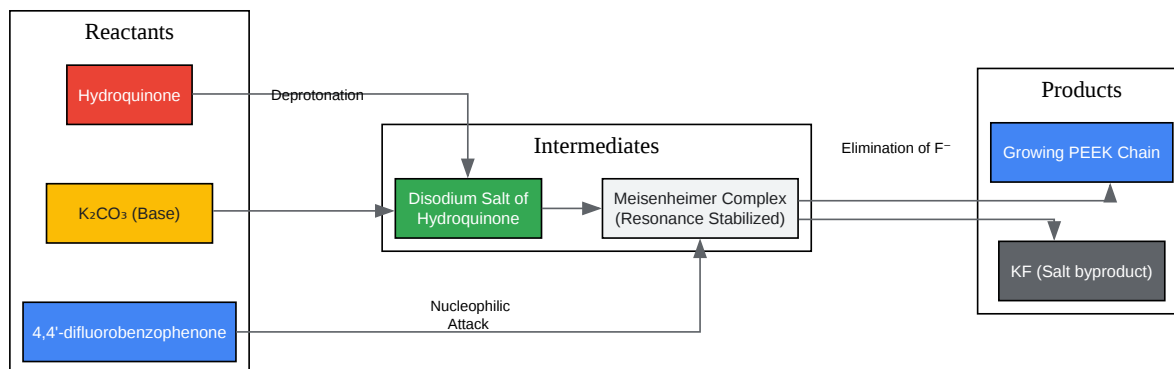 Reactants
Hydroquinone
K₂CO₃ (Base)
4,4'-difluorobenzophenone
Deprotonation
Intermediates
Disodium Salt of
Hydroquinone
Meisenheimer Complex
(Resonance Stabilized)
Nucleophilic
Attack
Elimination of F⁻
Products
Growing PEEK Chain
KF (Salt byproduct)